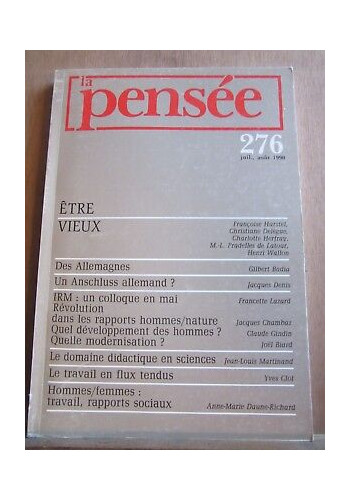 la
pensée
276
juil., août 1990
ÊTRE
VIEUX
Françoise Hurstel,
Christiane Delegue,
Charlotte Herfray,
M.-L. Pradelles de Latour,
Henri Wallon
Des Allemagnes Gilbert Badia
Un Anschluss allemand ? Jacques Denis
IRM : un colloque en mai Francette Lazard
Révolution
dans les rapports hommes/nature Jacques Chambaz
Quel développement des hommes ? Claude Gindin
Quelle modernisation ? Joël Biard
Le domaine didactique en sciences Jean-Louis Martinand
Le travail en flux tendus Yves Clot
Hommes/femmes :
travail, rapports sociaux Anne-Marie Daune-Richard